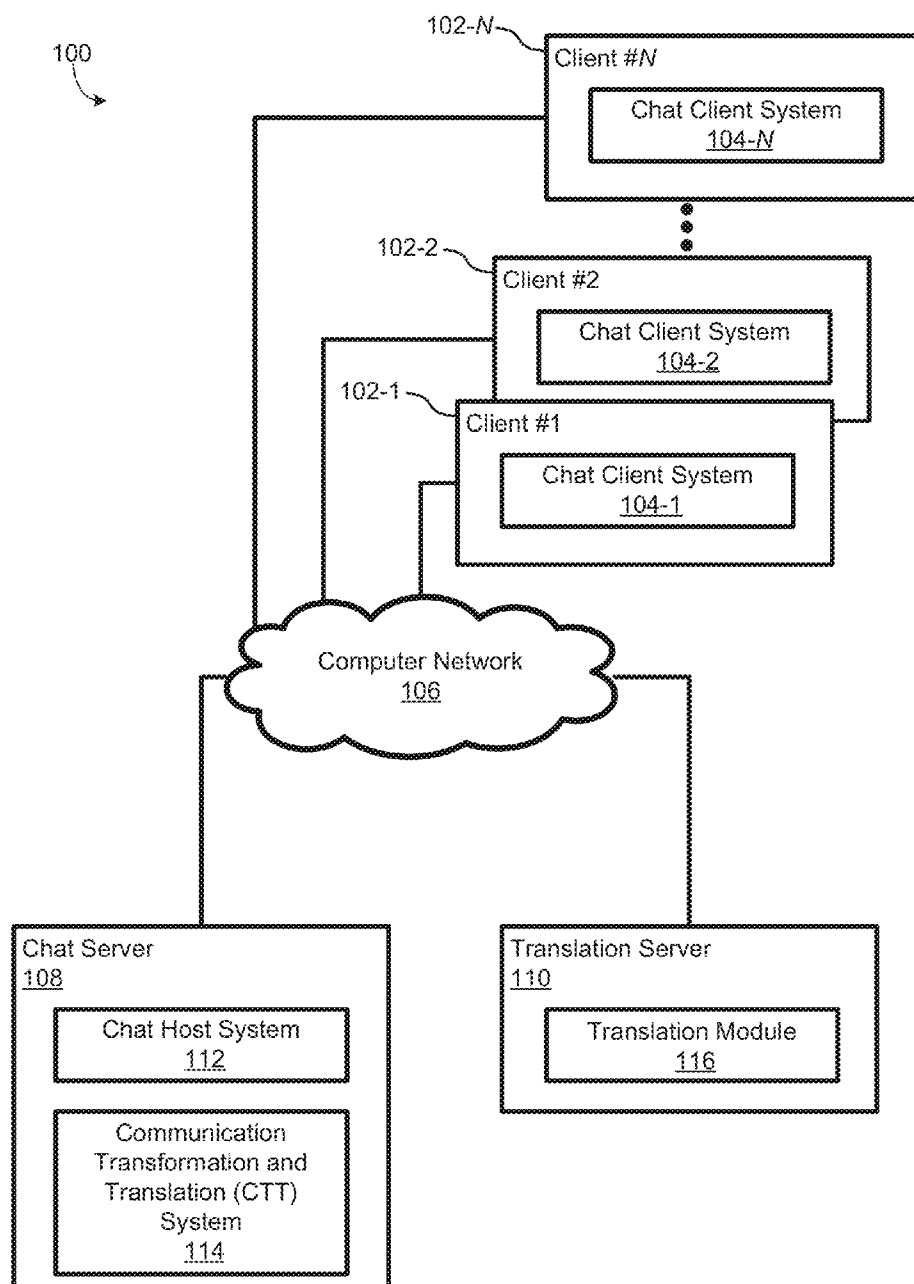 100
102-N
Client #N
Chat Client System
104-N
102-2
Client #2
Chat Client System
104-2
102-1
Client #1
Chat Client System
104-1
Computer Network
106
Chat Server
108
Chat Host System
112
Communication
Transformation and
Translation (CTT)
System
114
Translation Server
110
Translation Module
116